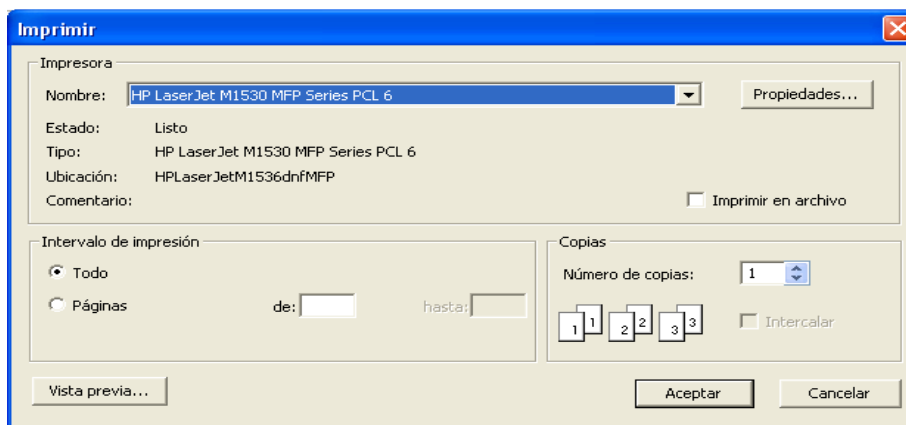 Imprimir
Impresora
Nombre: HP LaserJet M1530 MFP Series PCL 6 Propiedades...
Estado: Listo
Tipo: HP LaserJet M1530 MFP Series PCL 6
Ubicación: HPLaserJetM1536dnfMFP
Comentario: Imprimir en archivo
Intervalo de impresión
Todo
Páginas de: hasta:
Copias
Número de copias: 1
1 1 2 2 3 3 Intercalar
Vista previa... Aceptar Cancelar